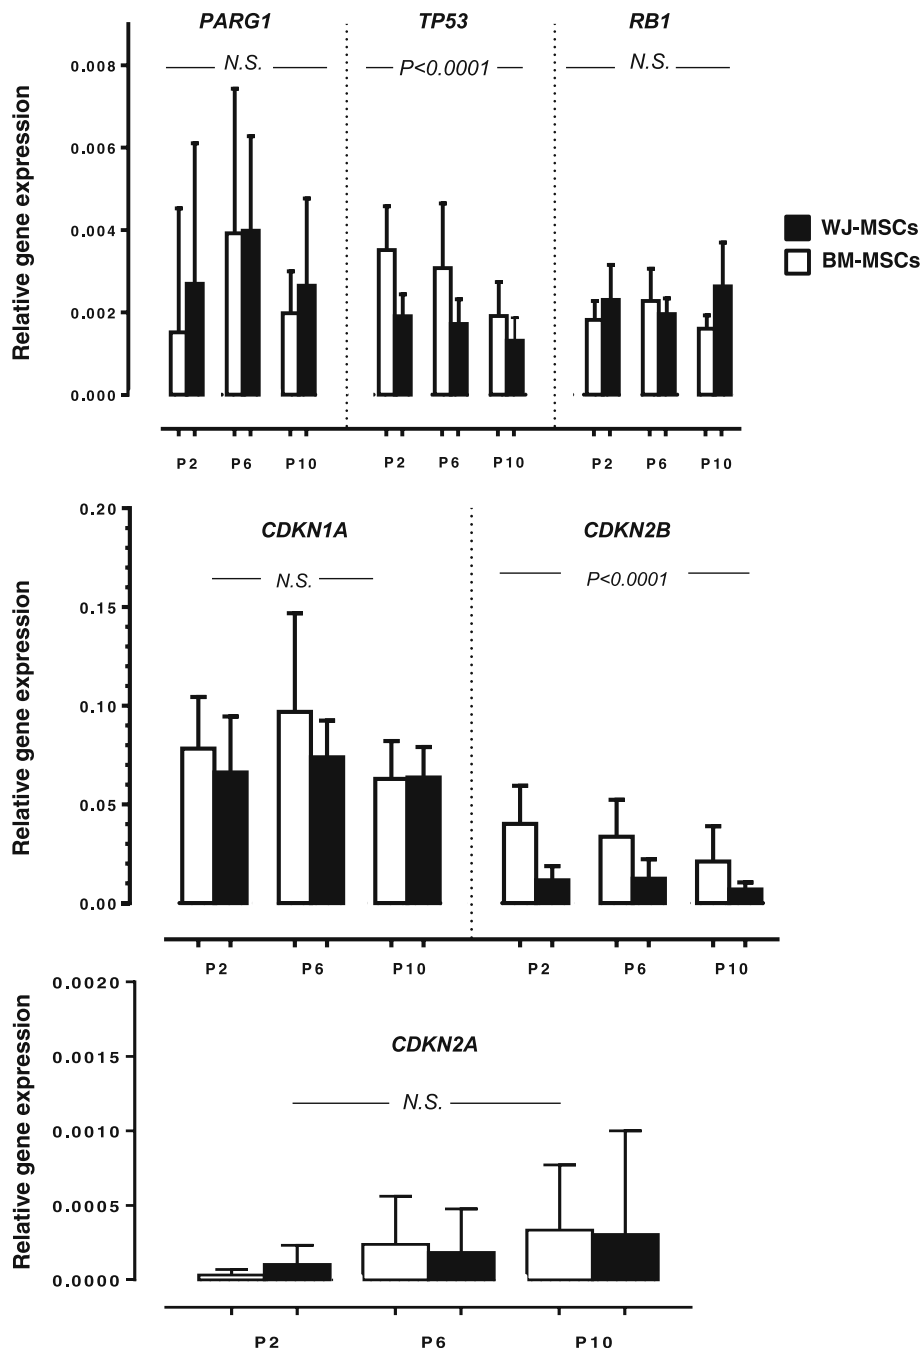 PARG1 TP53 RB1
N.S. P<0.0001 N.S.
Relative gene expression
0.008
0.006
0.004
0.002
0.000
WJ-MSCs
BM-MSCs
P2 P6 P10 P2 P6 P10 P2 P6 P10
Relative gene expression
0.20
0.15
0.10
0.05
0.00
CDKN1A CDKN2B
N.S. P<0.0001
P2 P6 P10 P2 P6 P10
Relative gene expression
0.0020
0.0015
0.0010
0.0005
0.0000
CDKN2A
N.S.
P2 P6 P10